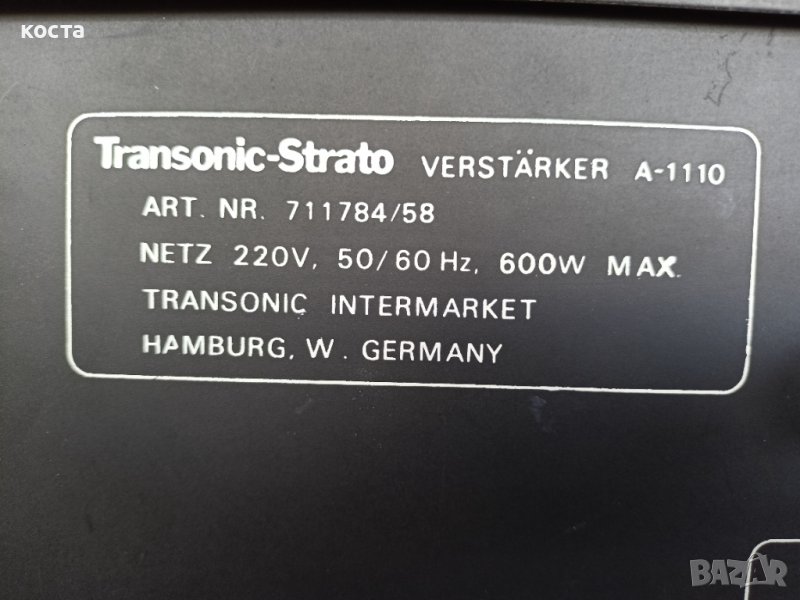 коста
Transonic-Strato VERSTÄRKER A-1110
ART. NR. 711784/58
NETZ 220V, 50/60 Hz, 600W MAX.
TRANSONIC INTERMARKET
HAMBURG, W. GERMANY
BAZAR